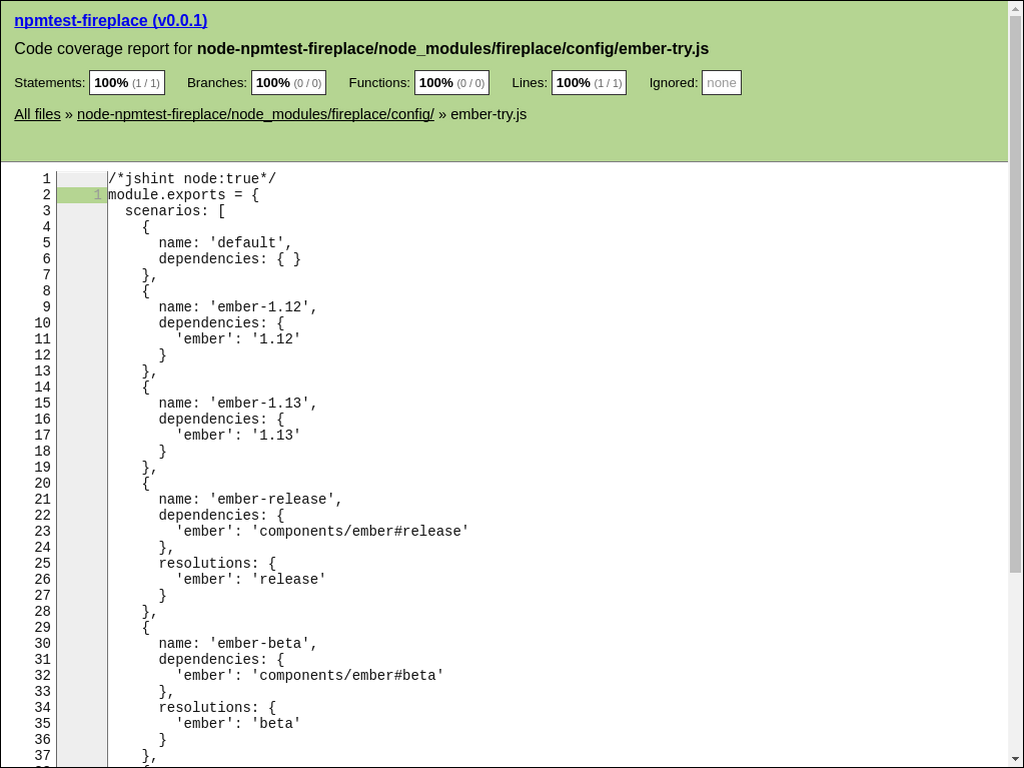 npmtest-fireplace (v0.0.1)
Code coverage report for node-npmtest-fireplace/node_modules/fireplace/config/ember-try.js
Statements: 100% (1 / 1) Branches: 100% (0 / 0) Functions: 100% (0 / 0) Lines: 100% (1 / 1) Ignored: none
All files » node-npmtest-fireplace/node_modules/fireplace/config/ » ember-try.js
1 /*jshint node:true*/
2 1 module.exports = {
3   scenarios: [
4     {
5       name: 'default',
6       dependencies: { }
7     },
8     {
9       name: 'ember-1.12',
10       dependencies: {
11         'ember': '1.12'
12       }
13     },
14     {
15       name: 'ember-1.13',
16       dependencies: {
17         'ember': '1.13'
18       }
19     },
20     {
21       name: 'ember-release',
22       dependencies: {
23         'ember': 'components/ember#release'
24       },
25       resolutions: {
26         'ember': 'release'
27       }
28     },
29     {
30       name: 'ember-beta',
31       dependencies: {
32         'ember': 'components/ember#beta'
33       },
34       resolutions: {
35         'ember': 'beta'
36       }
37     },